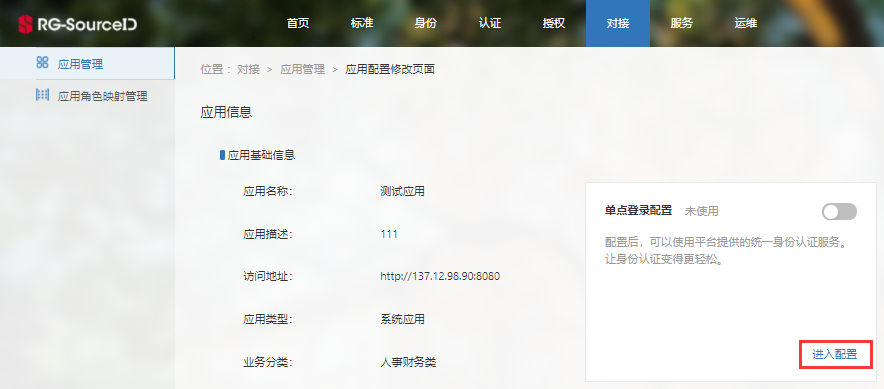 RG-SourceID 首页 标准 身份 认证 授权 对接 服务 运维
应用管理
应用角色映射管理
位置： 对接 > 应用管理 > 应用配置修改页面
应用信息
应用基础信息
应用名称： 测试应用
应用描述： 111
访问地址： http://137.12.98.90:8080
应用类型： 系统应用
业务分类： 人事财务类
单点登录配置 未使用
配置后，可以使用平台提供的统一身份认证服务。
让身份认证变得更轻松。
进入配置